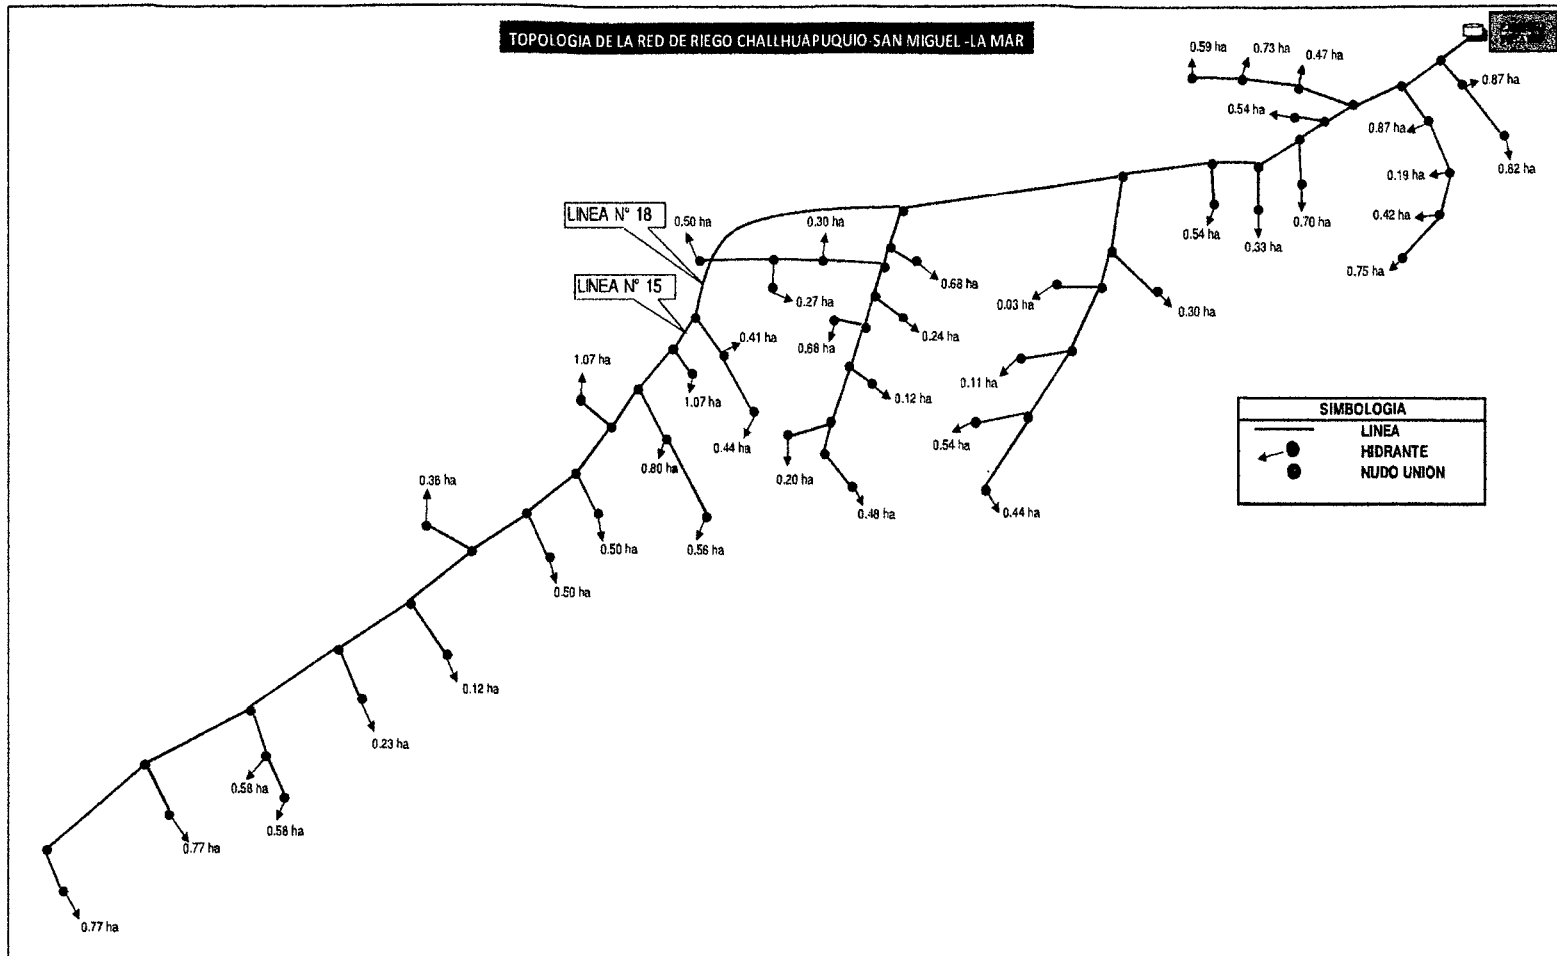 TOPOLOGIA DE LA RED DE RIEGO CHALLHUAPUQUIO-SAN MIGUEL -LA MAR
0.59 ha
0.73 ha
0.47 ha
0.87 ha
0.54 ha
0.87 ha
0.62 ha
0.19 ha
0.42 ha
0.75 ha
0.70 ha
0.33 ha
0.54 ha
LINEA N° 18
0.50 ha
0.30 ha
0.68 ha
0.27 ha
0.03 ha
0.30 ha
LINEA N° 15
0.41 ha
0.68 ha
0.24 ha
1.07 ha
1.07 ha
0.12 ha
0.11 ha
0.44 ha
0.54 ha
0.80 ha
0.20 ha
0.48 ha
0.44 ha
0.36 ha
0.50 ha
0.56 ha
0.50 ha
0.12 ha
0.23 ha
0.58 ha
0.58 ha
0.77 ha
0.77 ha
SIMBOLOGIA
LINEA
HIDRANTE
NUDO UNION